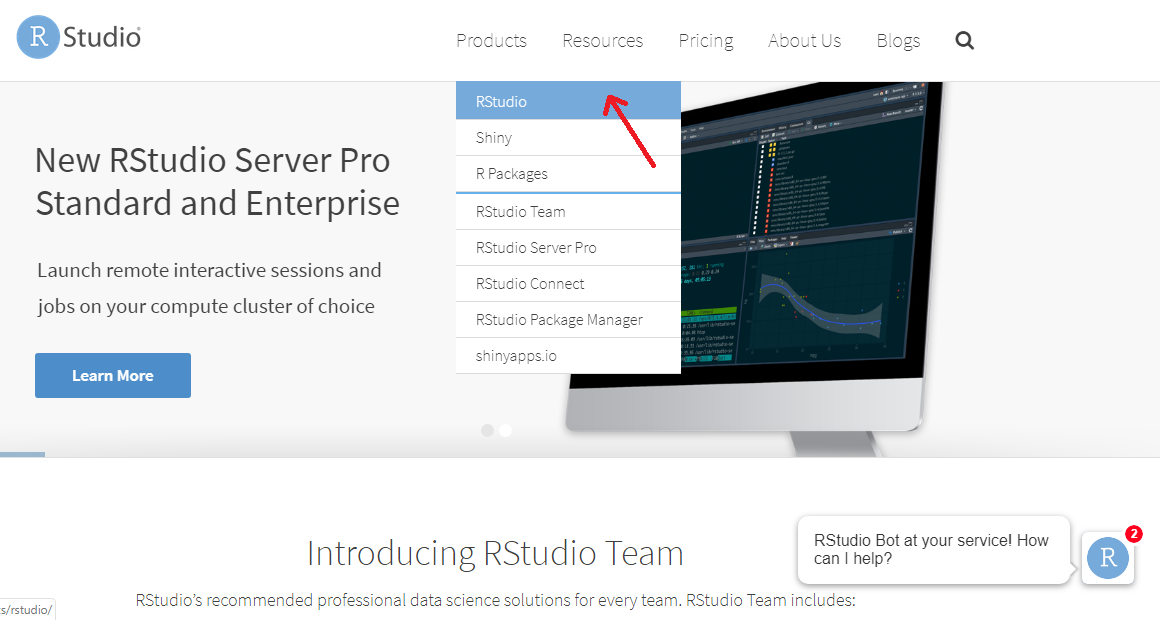 R Studio®
Products Resources Pricing About Us Blogs
RStudio
Shiny
R Packages
RStudio Team
RStudio Server Pro
RStudio Connect
RStudio Package Manager
shinyapps.io
New RStudio Server Pro
Standard and Enterprise
Launch remote interactive sessions and
jobs on your compute cluster of choice
Learn More
Introducing RStudio Team
RStudio’s recommended professional data science solutions for every team. RStudio Team includes:
RStudio Bot at your service! How
can I help?
R
2
s/rstudio/